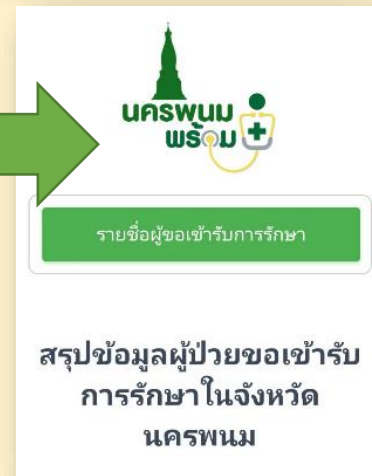 นครพนม
พร้อม
รายชื่อผู้ขอเข้ารับการรักษา
สรุปข้อมูลผู้ป่วยขอเข้ารับ
การรักษาในจังหวัด
นครพนม